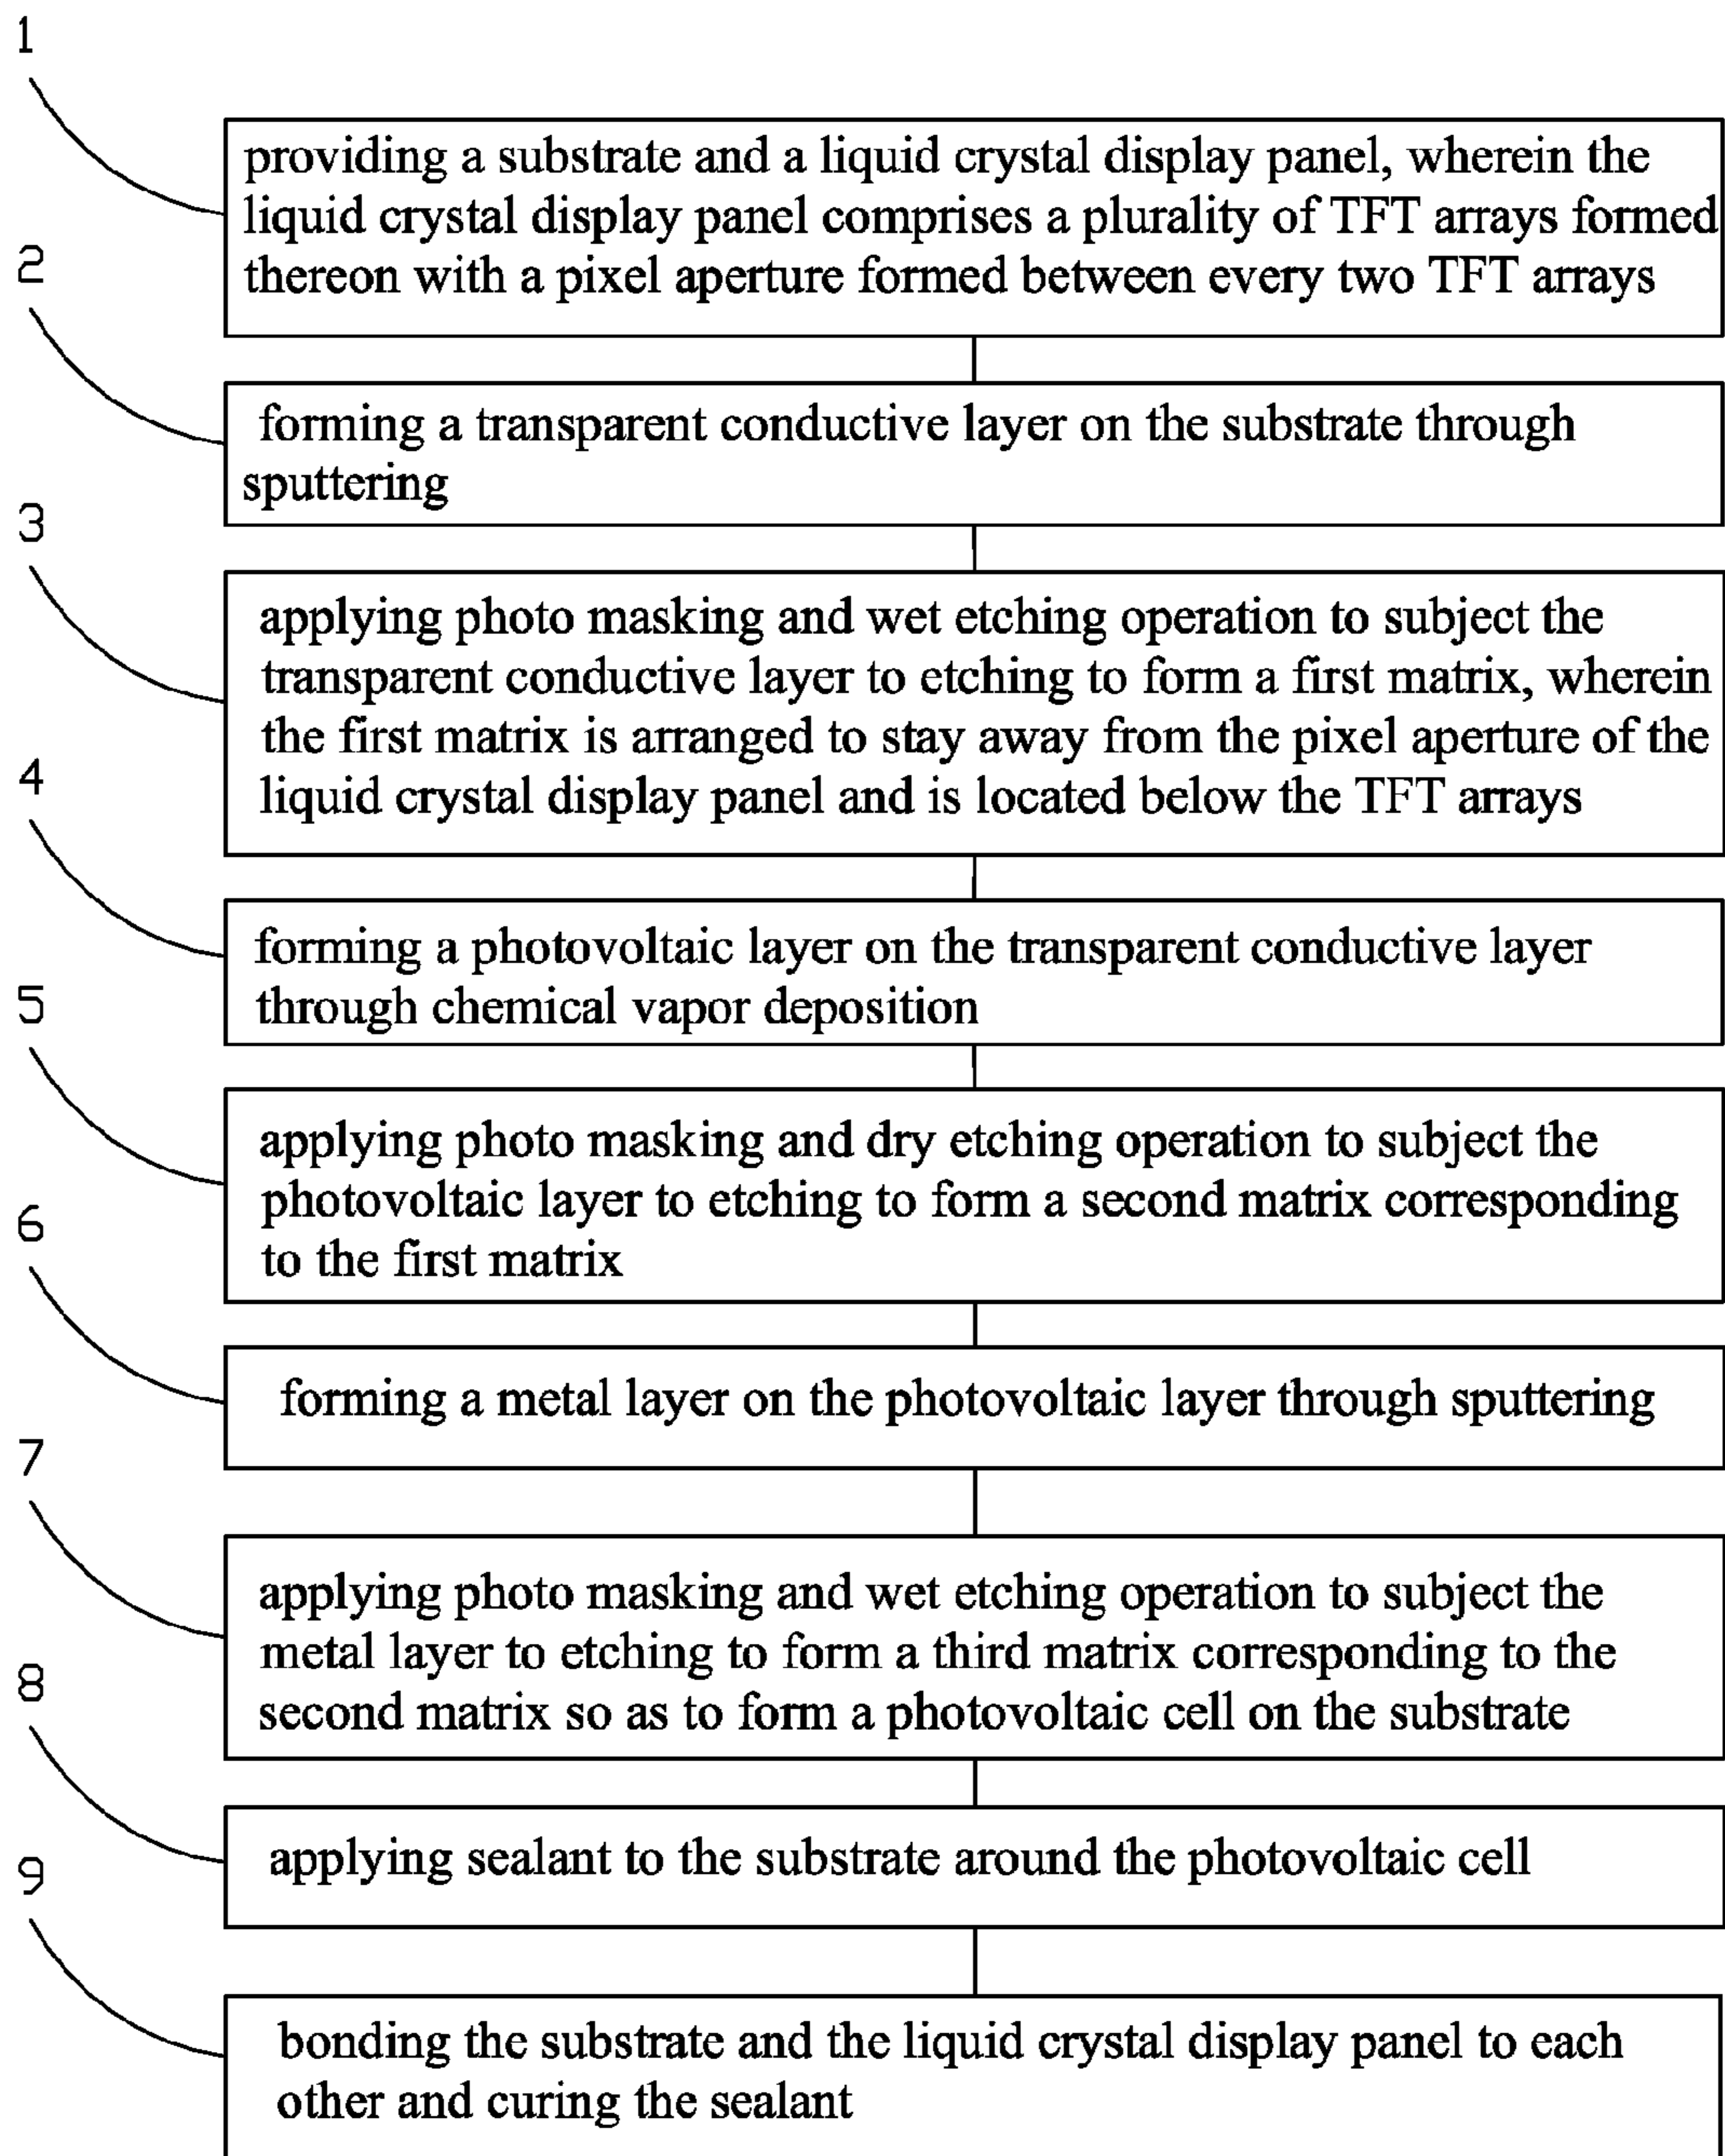 1
providing a substrate and a liquid crystal display panel, wherein the
liquid crystal display panel comprises a plurality of TFT arrays formed
thereon with a pixel aperture formed between every two TFT arrays
2
forming a transparent conductive layer on the substrate through
sputtering
3
applying photo masking and wet etching operation to subject the
transparent conductive layer to etching to form a first matrix, wherein
the first matrix is arranged to stay away from the pixel aperture of the
liquid crystal display panel and is located below the TFT arrays
4
forming a photovoltaic layer on the transparent conductive layer
through chemical vapor deposition
5
applying photo masking and dry etching operation to subject the
photovoltaic layer to etching to form a second matrix corresponding
to the first matrix
6
forming a metal layer on the photovoltaic layer through sputtering
7
applying photo masking and wet etching operation to subject the
metal layer to etching to form a third matrix corresponding to the
second matrix so as to form a photovoltaic cell on the substrate
8
applying sealant to the substrate around the photovoltaic cell
9
bonding the substrate and the liquid crystal display panel to each
other and curing the sealant